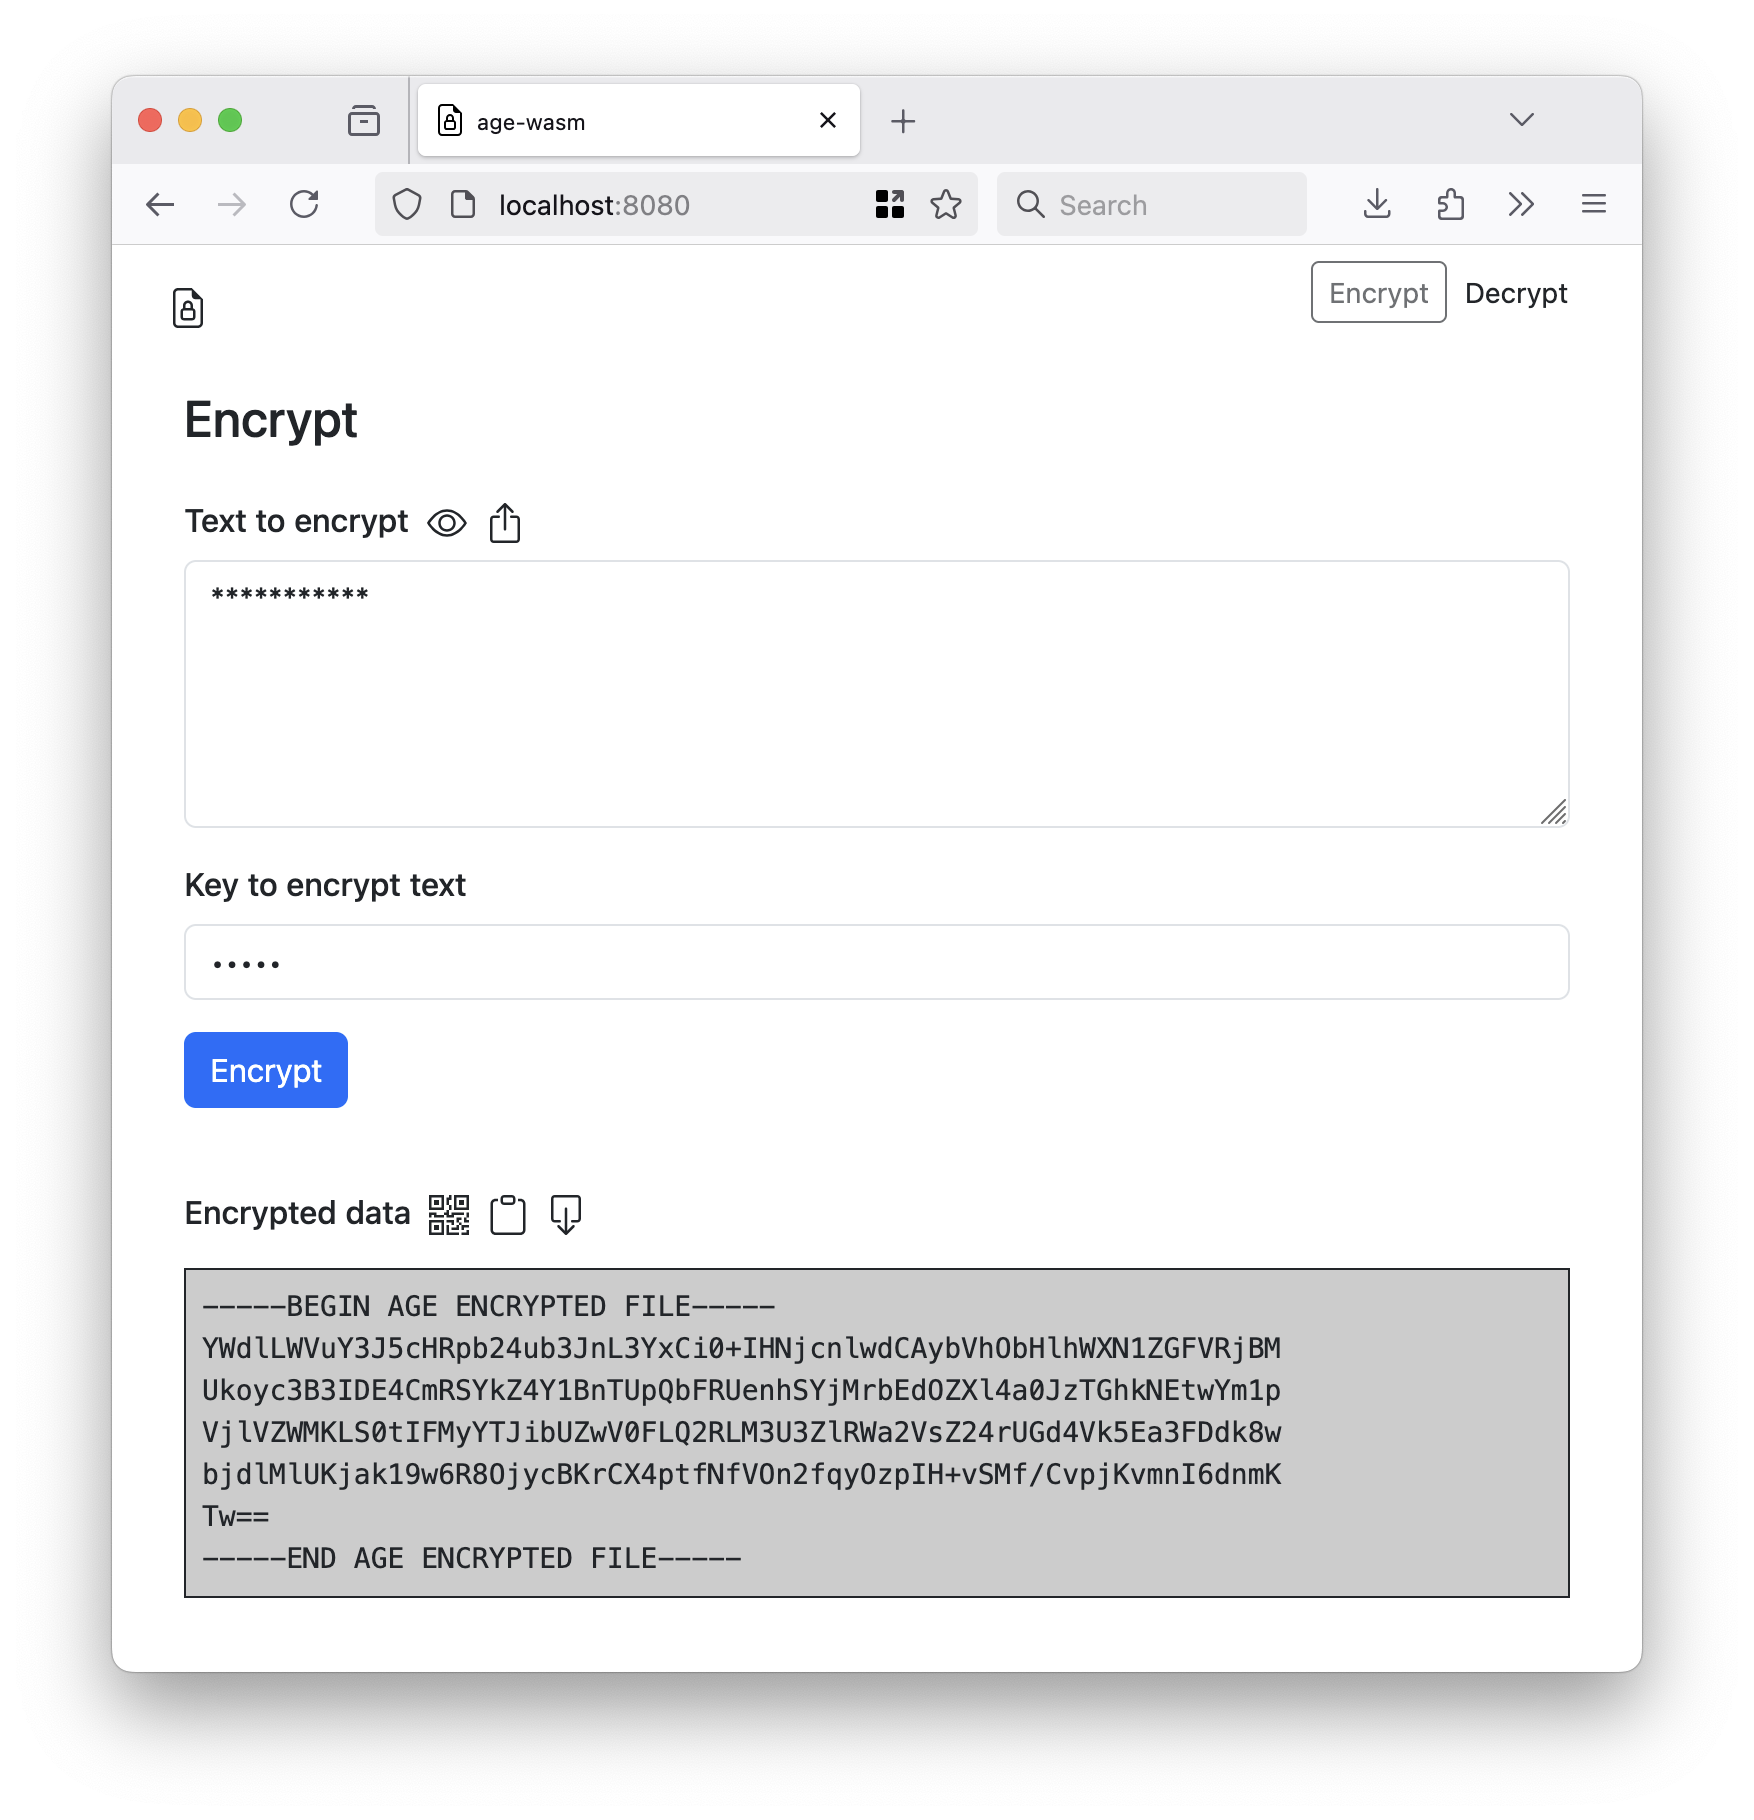 age-wasm
localhost:8080
Search
Encrypt
Decrypt
Encrypt
Text to encrypt
***********
Key to encrypt text
•••••
Encrypt
Encrypted data
-----BEGIN AGE ENCRYPTED FILE-----
YWdlLWVuY3J5cHRpb24ub3JnL3YxCi0+IHNjcnlwdCAybVhObHlhWXN1ZGFVRjBM
Ukoyc3B3IDE4CmRSYkZ4Y1BnTUpQbFRUenhSYjMrbEdOZXl4a0JzTGhkNEtwYm1p
VjlVZWMKLS0tIFMyYTJibUZwV0FLQ2RLM3U3ZlRWa2VsZ24rUGd4Vk5Ea3FDdk8w
bjdlMlUKjak19w6R8OjycBKrCX4ptfNfVOn2fqyOzpIH+vSMf/CvpjKvmnI6dnmK
Tw==
-----END AGE ENCRYPTED FILE-----